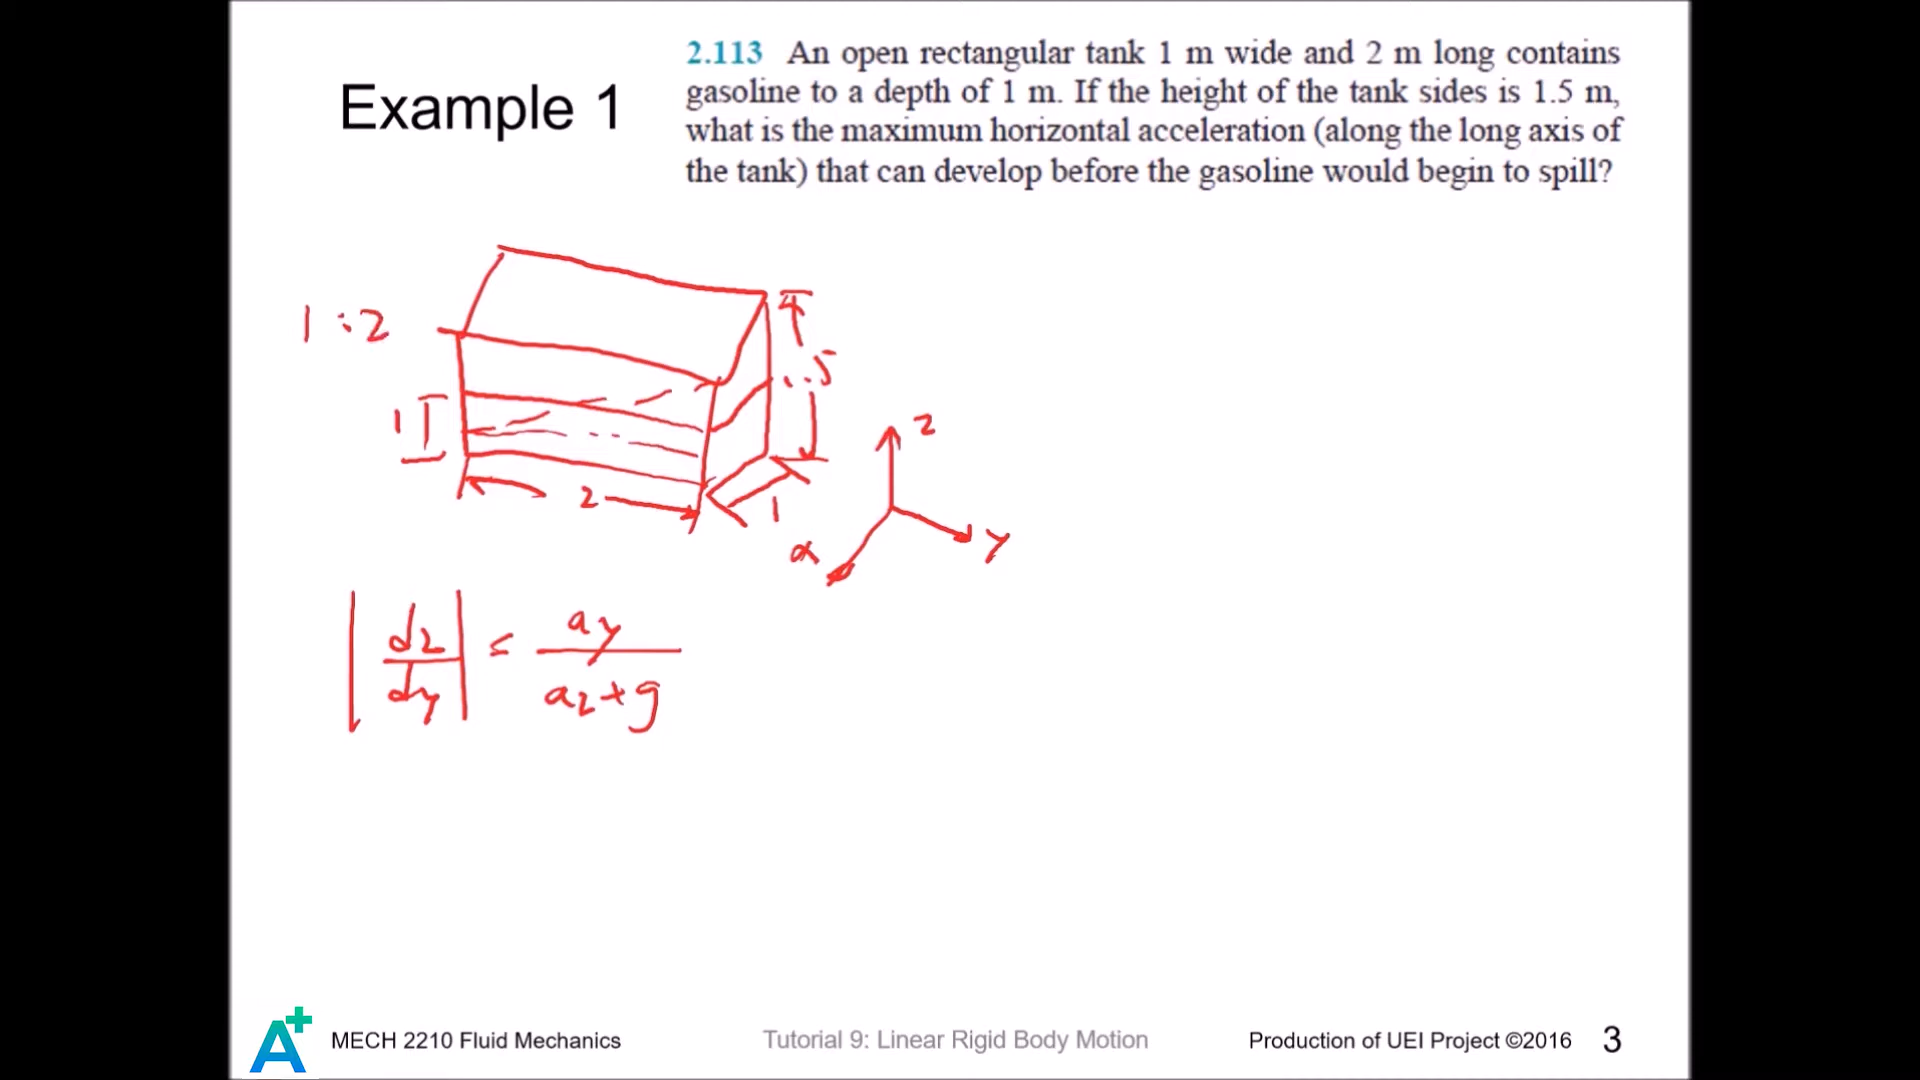 Example 1
2.113 An open rectangular tank 1 m wide and 2 m long contains
gasoline to a depth of 1 m. If the height of the tank sides is 1.5 m,
what is the maximum horizontal acceleration (along the long axis of
the tank) that can develop before the gasoline would begin to spill?
1 : 2
1
1.5
2
1
z
y
x
|dz/dy| = ay/(az+g)
A+
MECH 2210 Fluid Mechanics
Tutorial 9: Linear Rigid Body Motion
Production of UEI Project ©2016
3